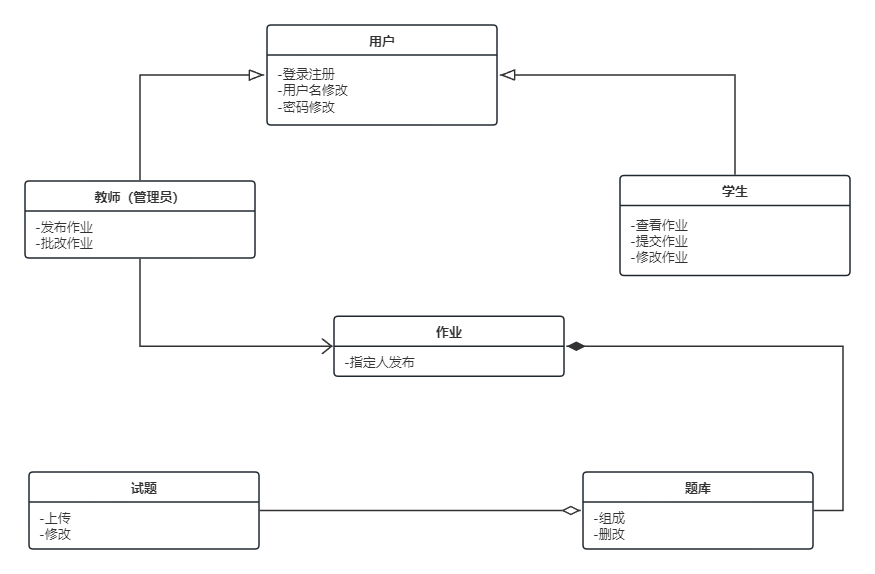 用户
-登录注册
-用户名修改
-密码修改
教师（管理员）
-发布作业
-批改作业
学生
-查看作业
-提交作业
-修改作业
作业
-指定人发布
试题
-上传
-修改
题库
-组成
-删改